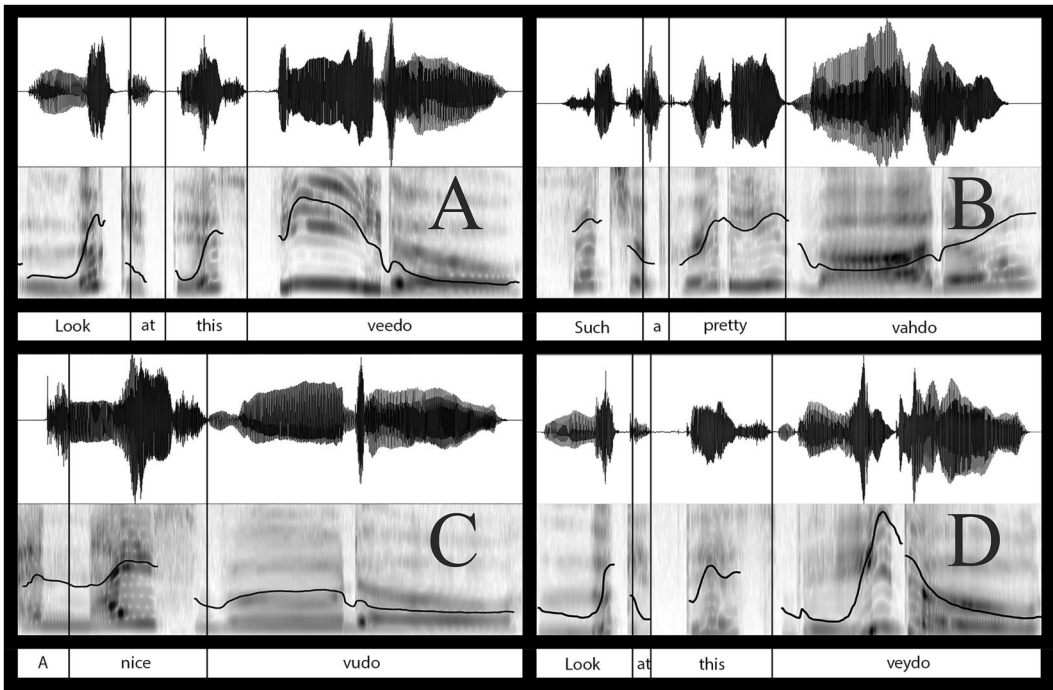 A
B
Look at this veedo
Such a pretty vahdo
C
D
A nice vudo
Look at this veydo